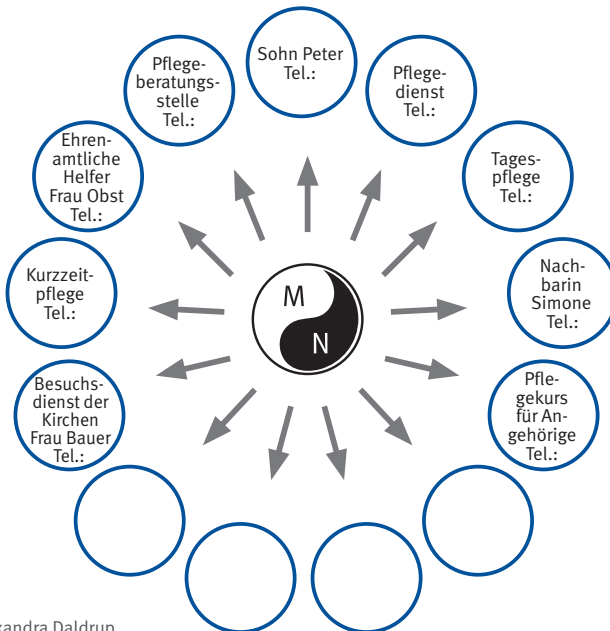 Sohn Peter
Tel.:
Pflege-
dienst
Tel.:
Tages-
pflege
Tel.:
Nach-
barin
Simone
Tel.:
Pfle-
gekurs
für An-
gehörige
Tel.:
Besuchs-
dienst der
Kirchen
Frau Bauer
Tel.:
Kurzzeit-
pflege
Tel.:
Ehren-
amtliche
Helfer
Frau Obst
Tel.:
Pflege-
beratungs-
stelle
Tel.:
M
N
Daldrup